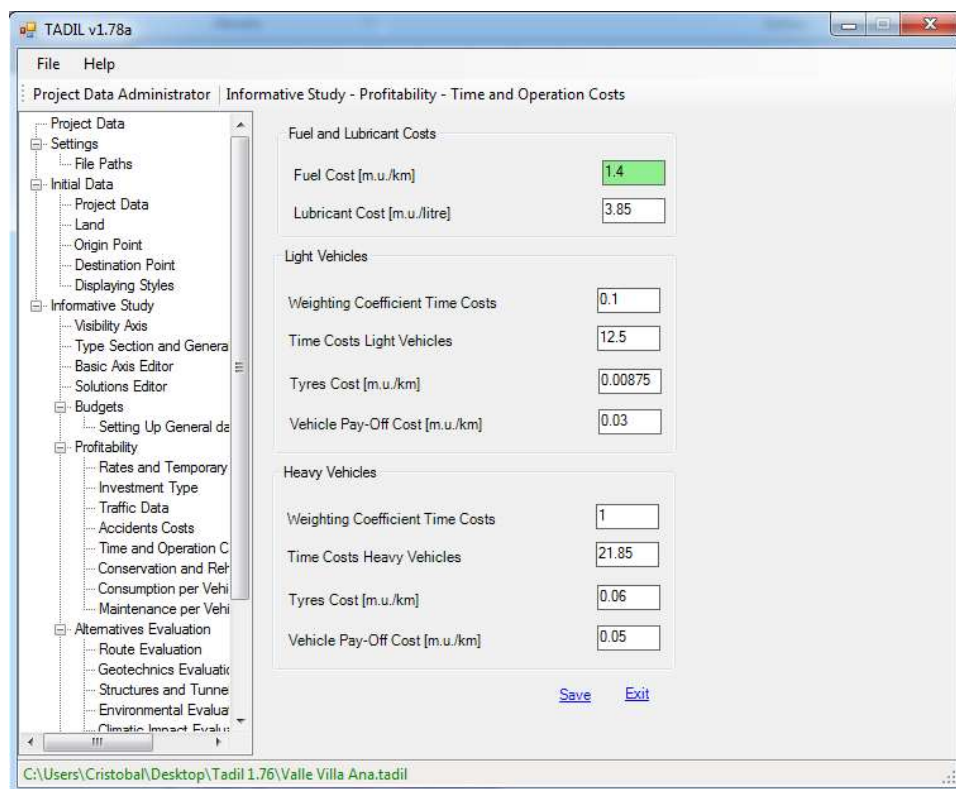 TADIL v1.78a
File Help
Project Data Administrator Informative Study - Profitability - Time and Operation Costs
Project Data
Settings
File Paths
Initial Data
Project Data
Land
Origin Point
Destination Point
Displaying Styles
Informative Study
Visibility Axis
Type Section and Genera
Basic Axis Editor
Solutions Editor
Budgets
Setting Up General da
Profitability
Rates and Temporary
Investment Type
Traffic Data
Accidents Costs
Time and Operation C
Conservation and Reh
Consumption per Vehi
Maintenance per Vehi
Alternatives Evaluation
Route Evaluation
Geotechnics Evaluatic
Structures and Tunne
Environmental Evalua
Climatic Impact Evalu
Fuel and Lubricant Costs
Fuel Cost [m.u./km] 1.4
Lubricant Cost [m.u./litre] 3.85
Light Vehicles
Weighting Coefficient Time Costs 0.1
Time Costs Light Vehicles 12.5
Tyres Cost [m.u./km] 0.00875
Vehicle Pay-Off Cost [m.u./km] 0.03
Heavy Vehicles
Weighting Coefficient Time Costs 1
Time Costs Heavy Vehicles 21.85
Tyres Cost [m.u./km] 0.06
Vehicle Pay-Off Cost [m.u./km] 0.05
Save Exit
C:\Users\Cristobal\Desktop\Tadil 1.76\Valle Villa Ana.tadil